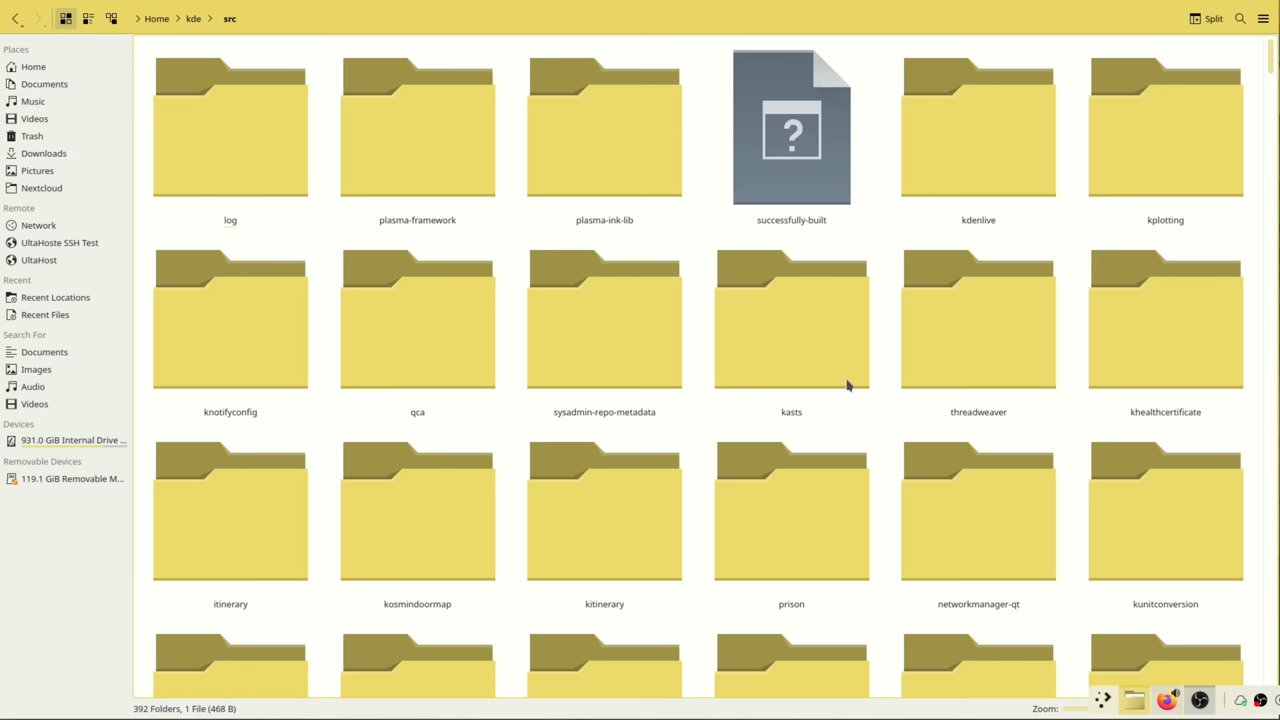 Home kde src Split
Places
Home
Documents
Music
Videos
Trash
Downloads
Pictures
Nextcloud
Remote
Network
UltaHoste SSH Test
UltaHost
Recent
Recent Locations
Recent Files
Search For
Documents
Images
Audio
Videos
Devices
931.0 GiB Internal Drive ...
Removable Devices
119.1 GiB Removable M...
log plasma-framework plasma-ink-lib successfully-built kdenlive kplotting
knotifyconfig qca sysadmin-repo-metadata kasts threadweaver khealthcertificate
itinerary kosmindoormap kitinerary prison networkmanager-qt kunitconversion
392 Folders, 1 File (468 B) Zoom: